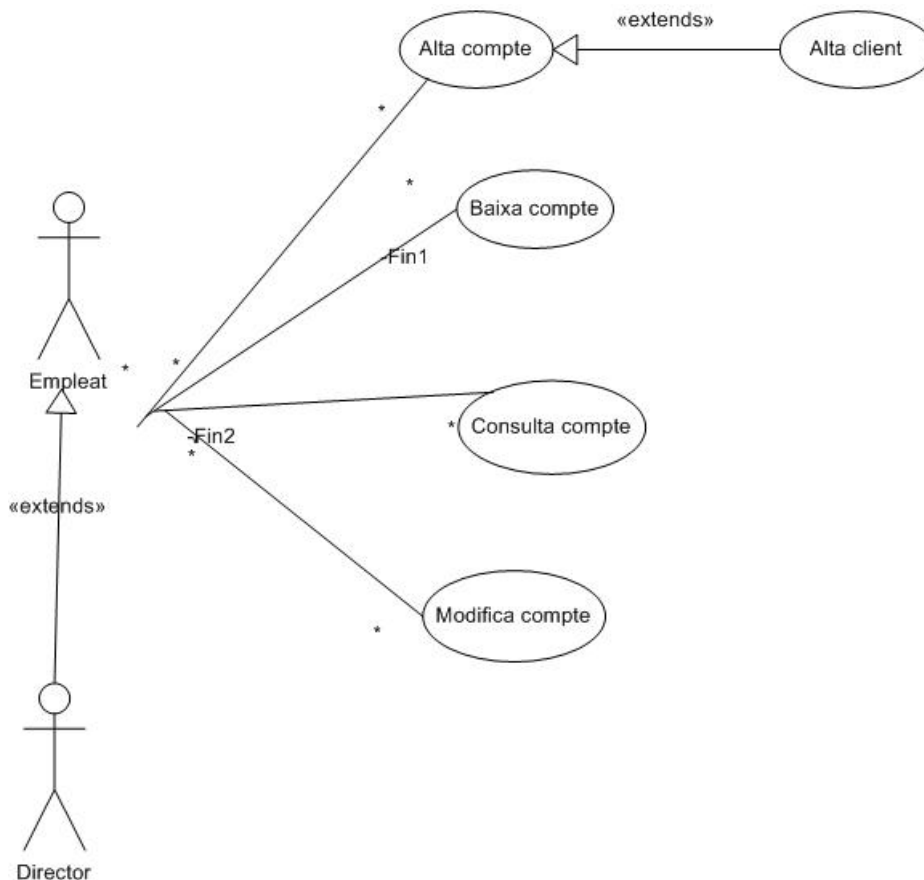 «extends»
Alta compte
Alta client
*
*
Baixa compte
-Fin1
*
*
Empleat
-Fin2
*
*
Consulta compte
«extends»
Modifica compte
*
Director